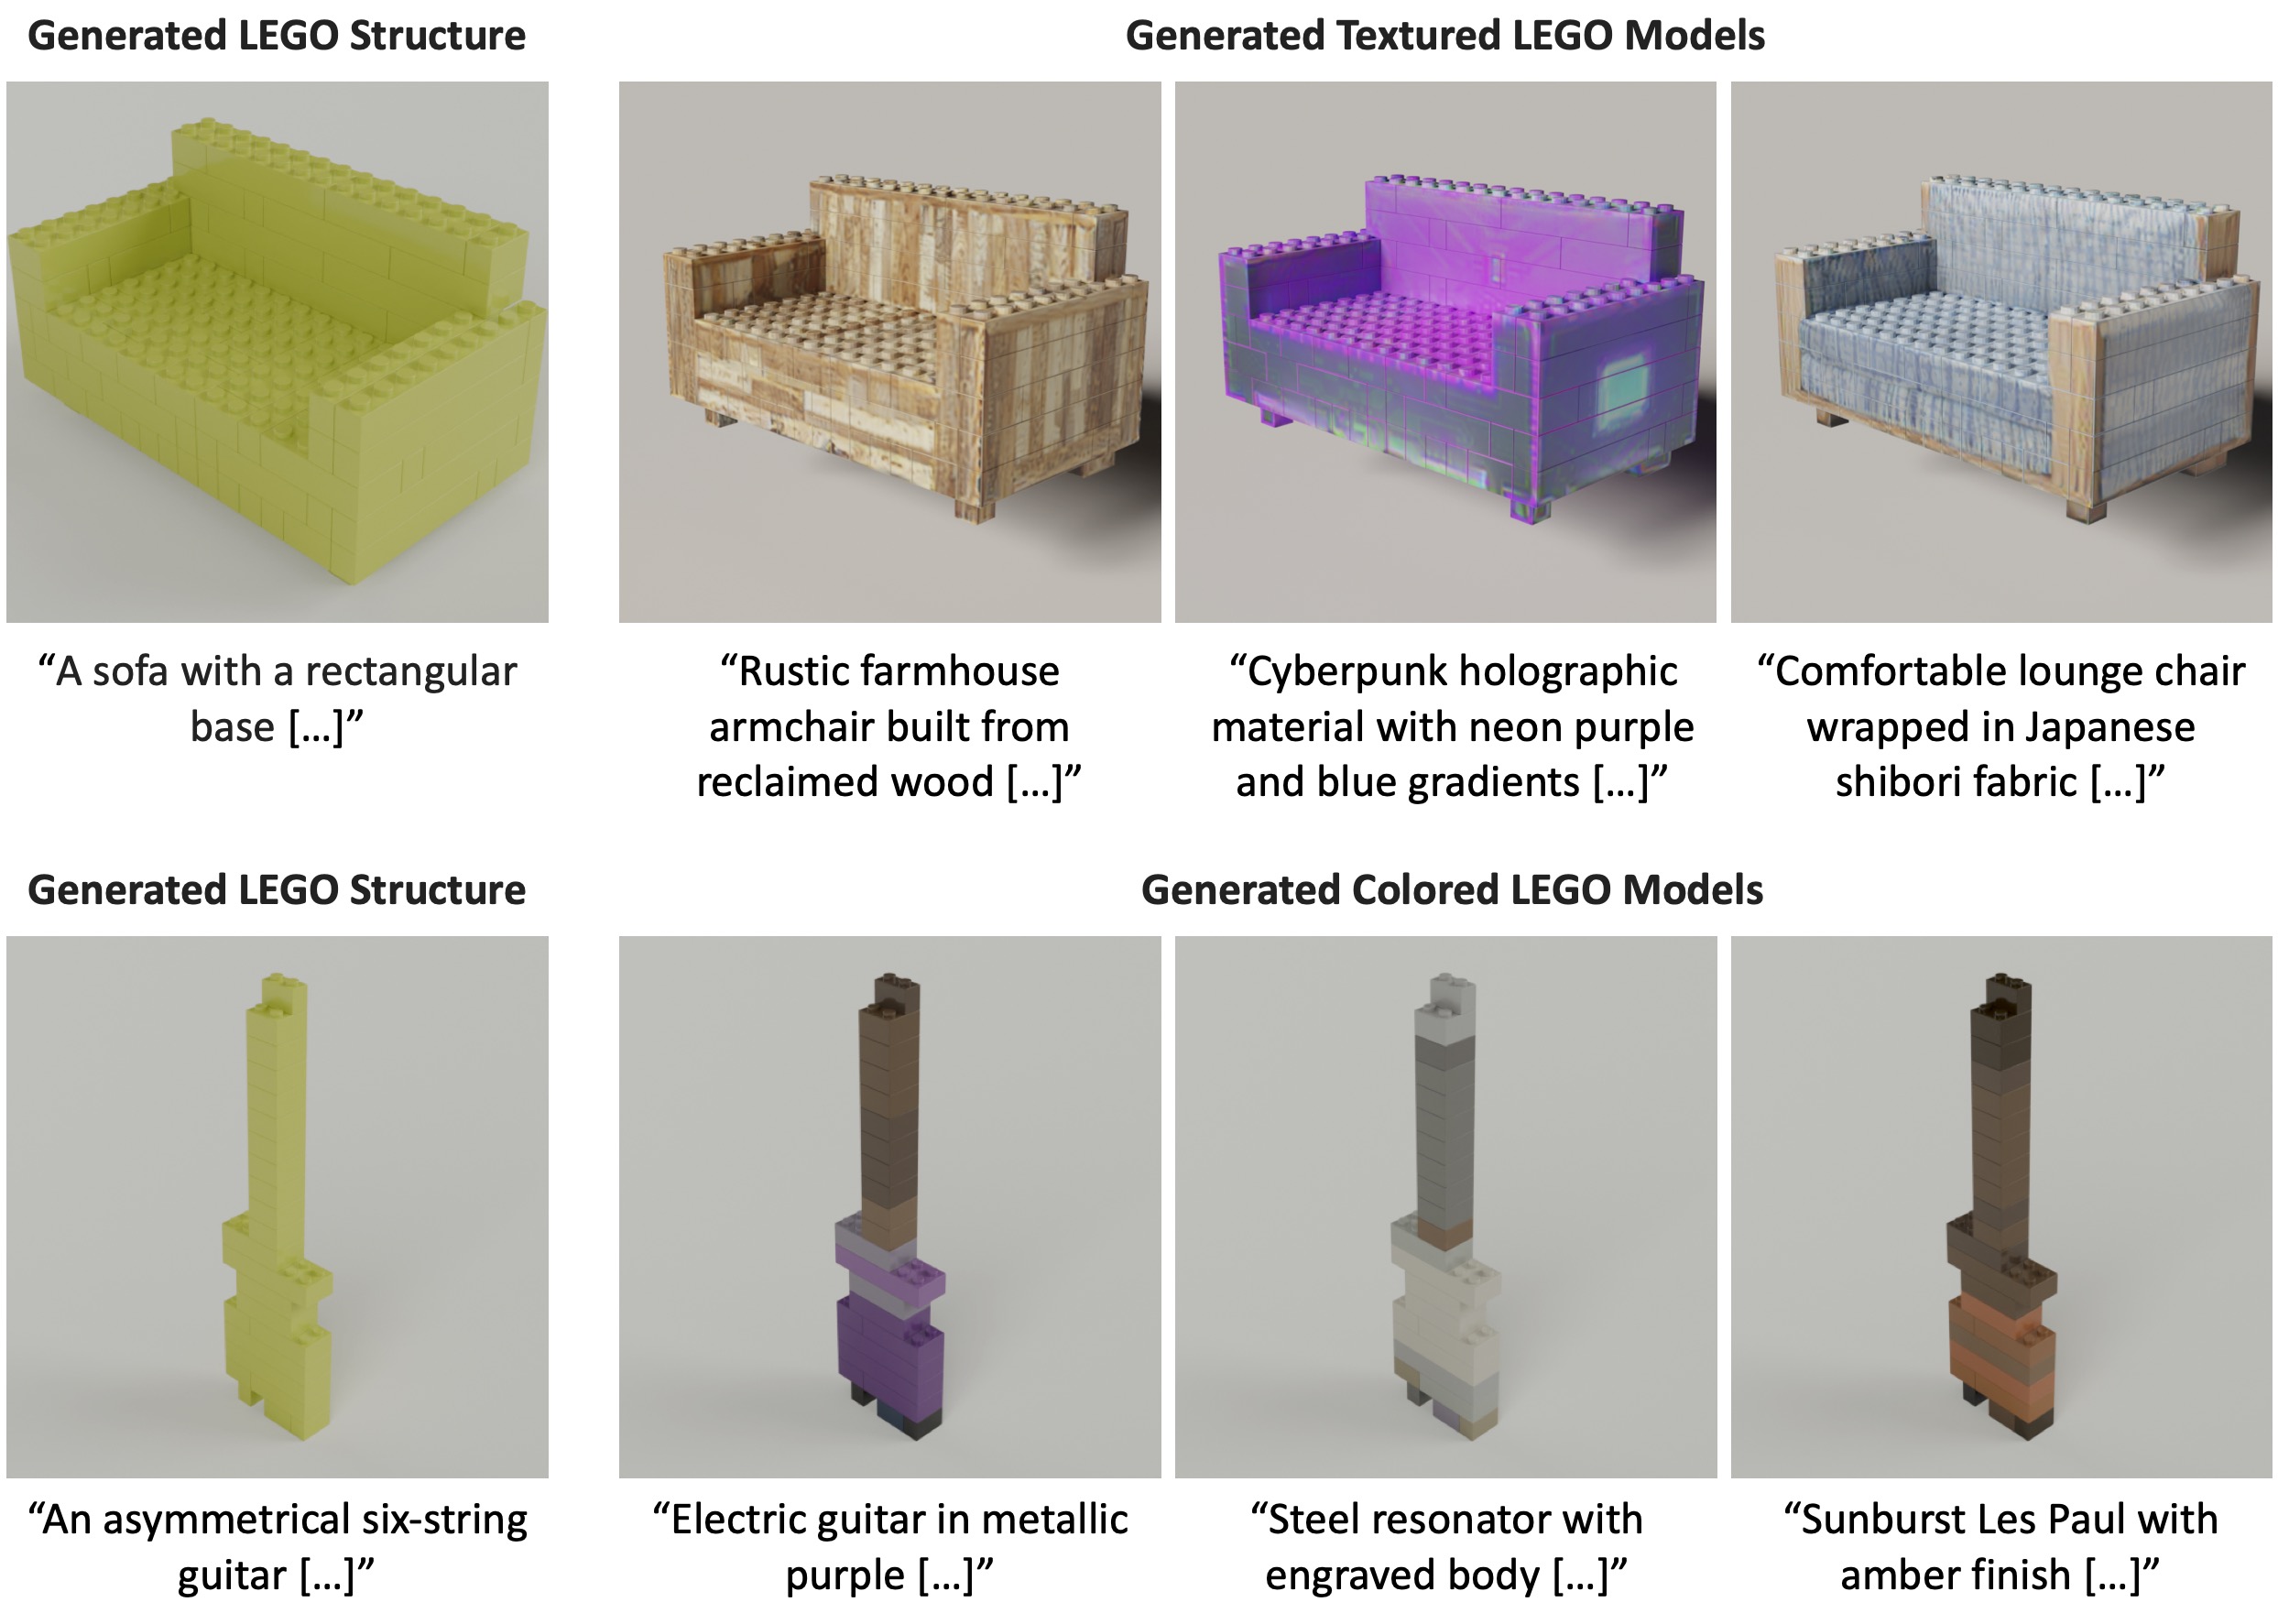 Generated LEGO Structure
Generated Textured LEGO Models
“A sofa with a rectangular
base [...]”
“Rustic farmhouse
armchair built from
reclaimed wood [...]”
“Cyberpunk holographic
material with neon purple
and blue gradients [...]”
“Comfortable lounge chair
wrapped in Japanese
shibori fabric [...]”
Generated LEGO Structure
Generated Colored LEGO Models
“An asymmetrical six-string
guitar [...]”
“Electric guitar in metallic
purple [...]”
“Steel resonator with
engraved body [...]”
“Sunburst Les Paul with
amber finish [...]”